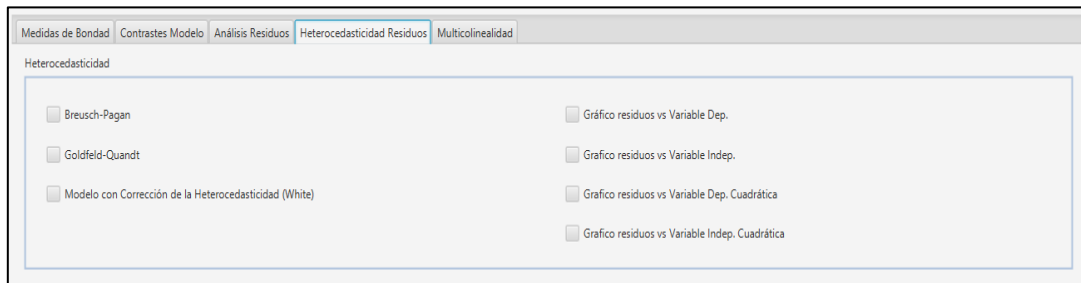 Medidas de Bondad Contrastes Modelo Análisis Residuos Heterocedasticidad Residuos Multicolinealidad
Heterocedasticidad
Breusch-Pagan
Goldfeld-Quandt
Modelo con Corrección de la Heterocedasticidad (White)
Gráfico residuos vs Variable Dep.
Grafico residuos vs Variable Indep.
Grafico residuos vs Variable Dep. Cuadrática
Grafico residuos vs Variable Indep. Cuadrática